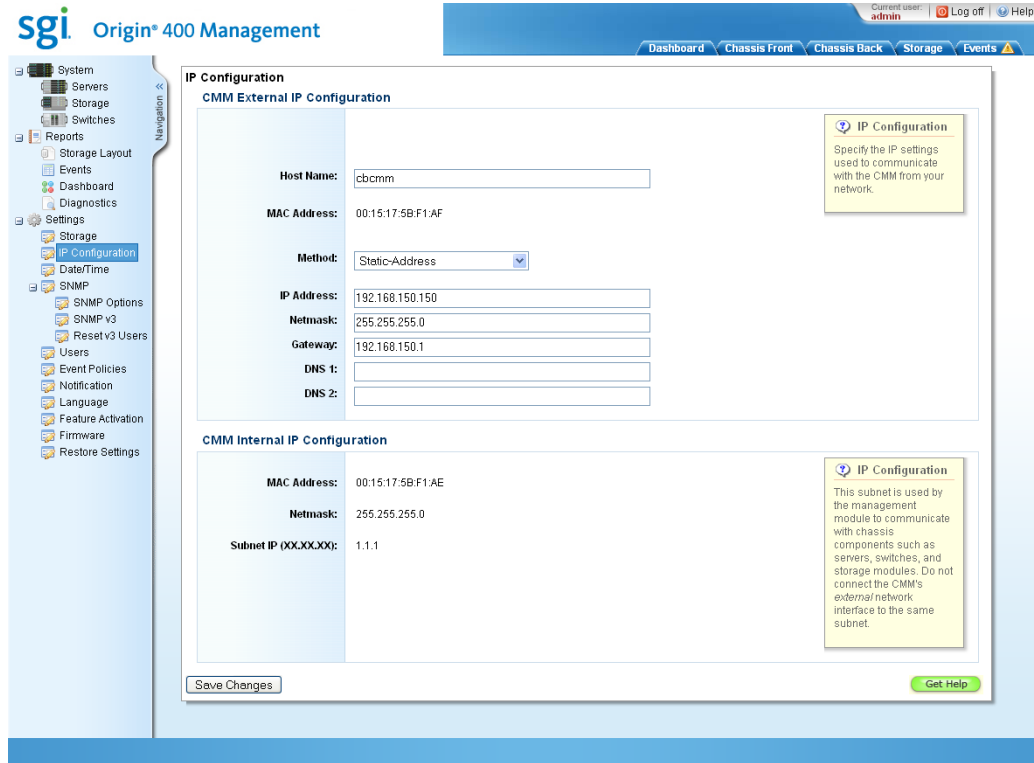 sgi. Origin® 400 Management
Current user:
admin
Log off
Help
Dashboard
Chassis Front
Chassis Back
Storage
Events
Navigation
System
Servers
Storage
Switches
Reports
Storage Layout
Events
Dashboard
Diagnostics
Settings
Storage
IP Configuration
Date/Time
SNMP
SNMP Options
SNMP v3
Reset v3 Users
Users
Event Policies
Notification
Language
Feature Activation
Firmware
Restore Settings
IP Configuration
CMM External IP Configuration
Host Name: cbcmm
MAC Address: 00:15:17:5B:F1:AF
Method: Static-Address
IP Address: 192.168.150.150
Netmask: 255.255.255.0
Gateway: 192.168.150.1
DNS 1:
DNS 2:
IP Configuration
Specify the IP settings
used to communicate
with the CMM from your
network.
CMM Internal IP Configuration
MAC Address: 00:15:17:5B:F1:AE
Netmask: 255.255.255.0
Subnet IP (XX.XX.XX): 1.1.1
IP Configuration
This subnet is used by
the management
module to communicate
with chassis
components such as
servers, switches, and
storage modules. Do not
connect the CMM's
external network
interface to the same
subnet.
Save Changes
Get Help